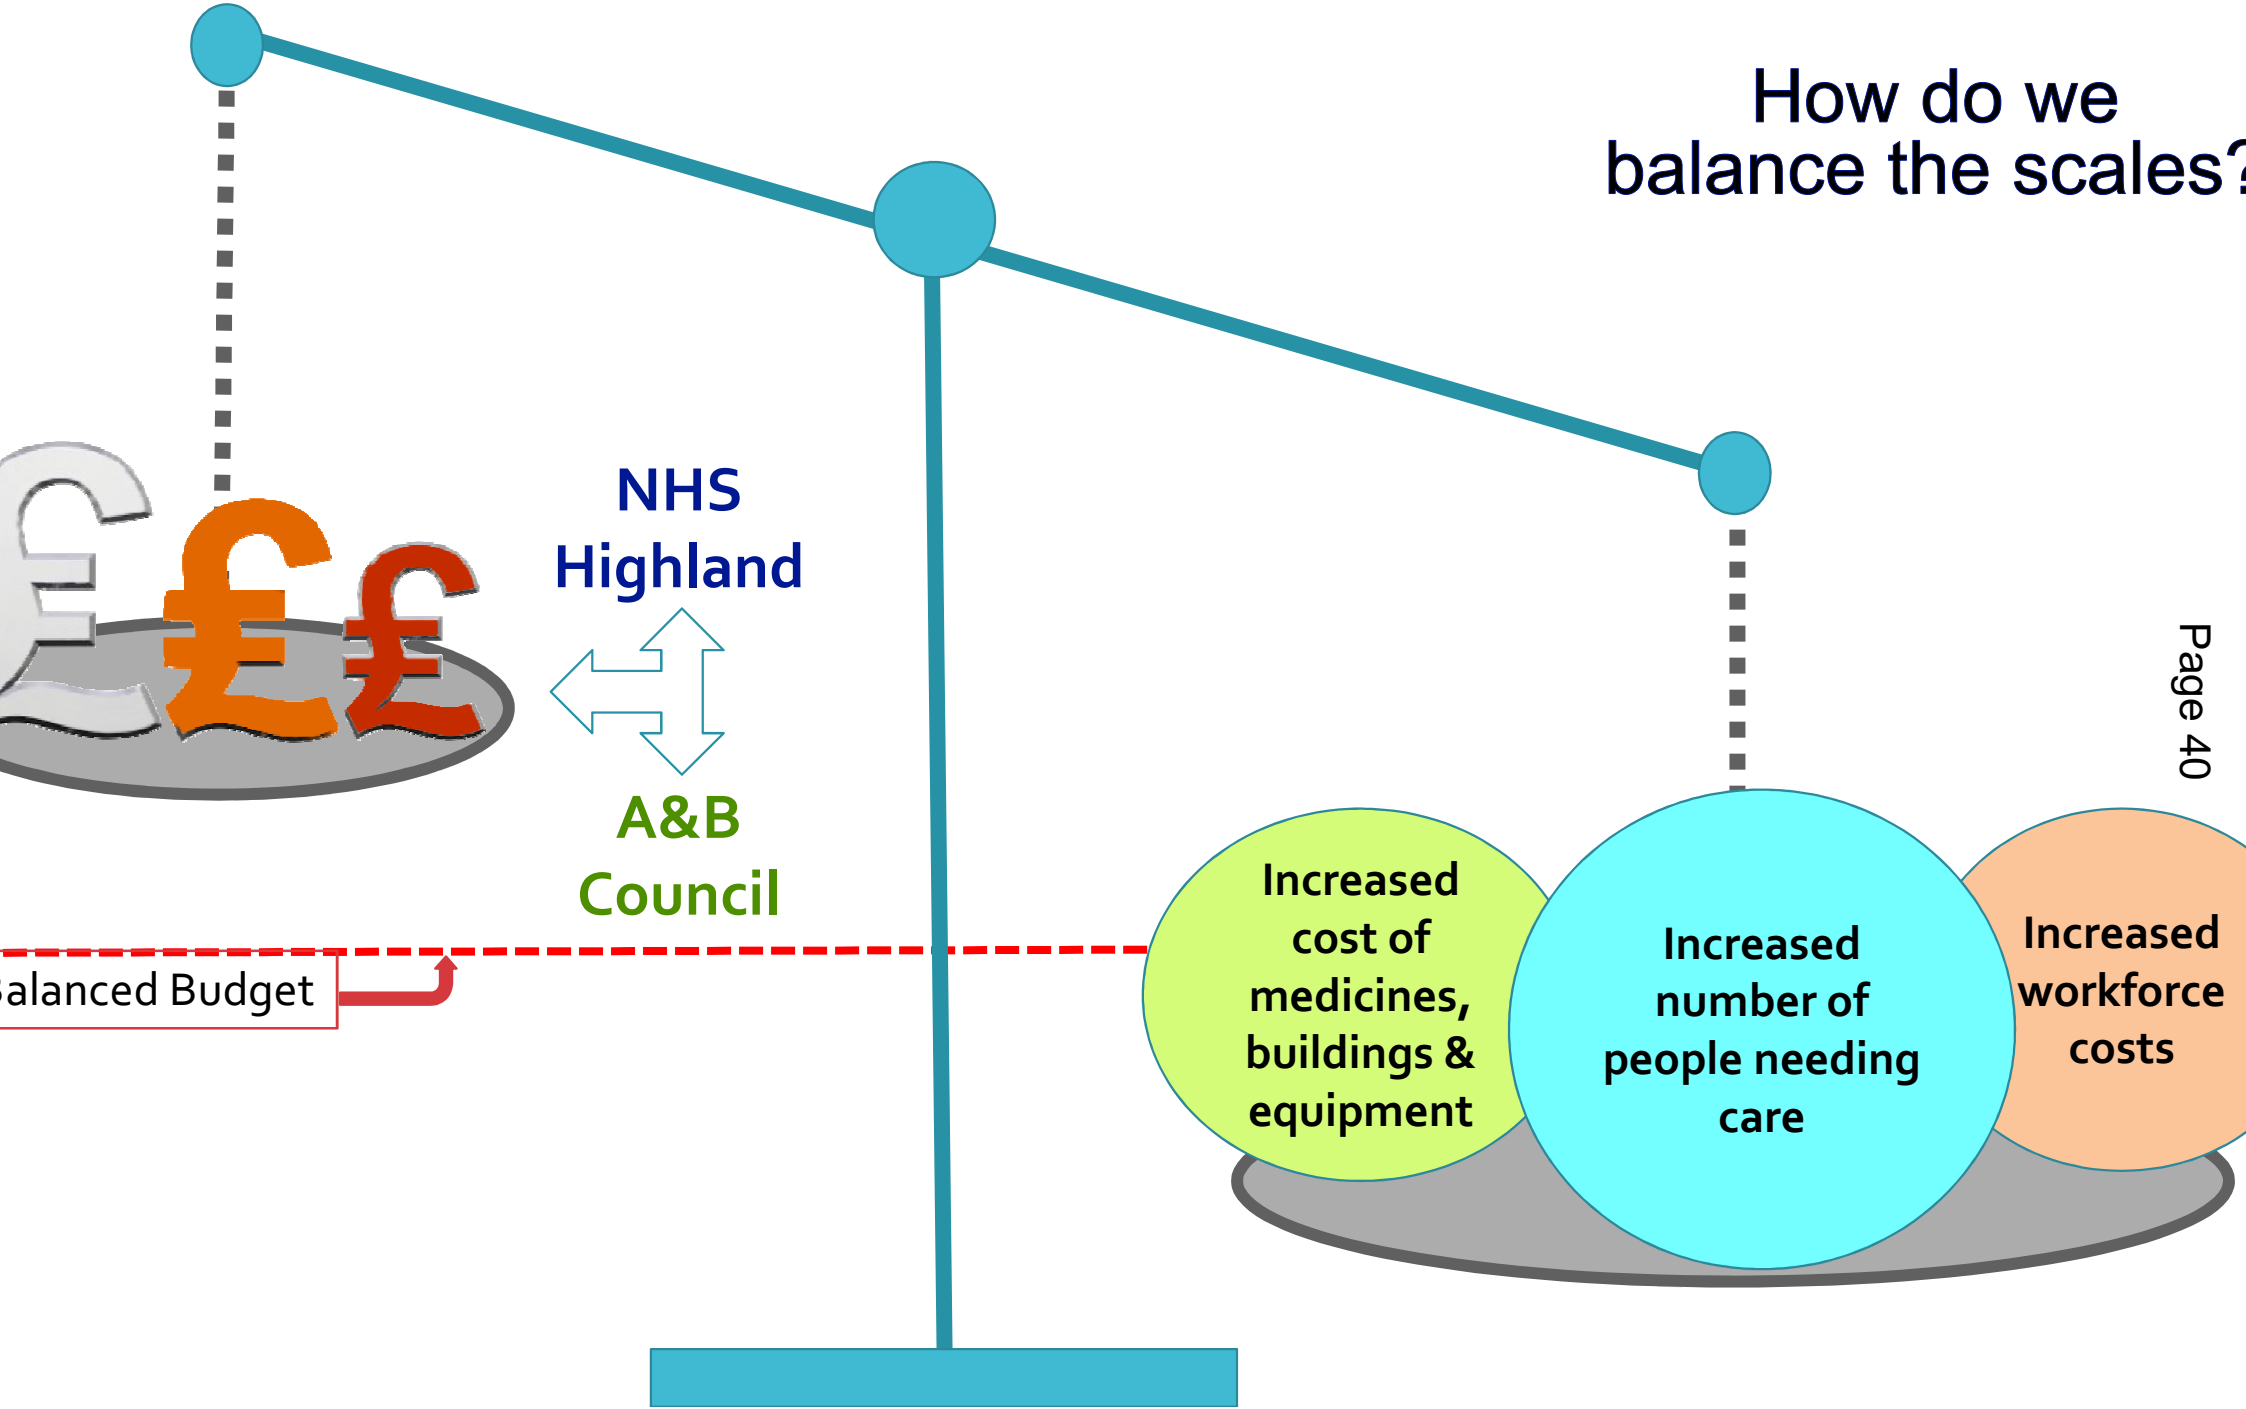 How do we
balance the scales?
NHS
Highland
A&B
Council
Balanced Budget
Increased
cost of
medicines,
buildings &
equipment
Increased
number of
people needing
care
Increased
workforce
costs
Page 40